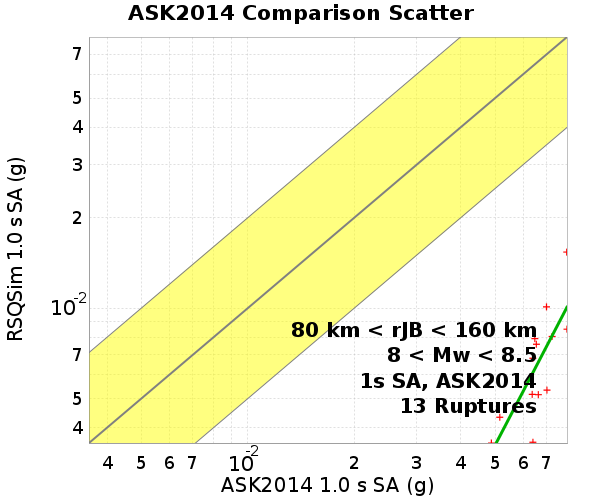 ASK2014 Comparison Scatter
RSQSim 1.0 s SA (g)
7
5
4
3
2
10-2
7
5
4
80 km < rJB < 160 km
8 < Mw < 8.5
1s SA, ASK2014
13 Ruptures
4 5 6 7 10-2 2 3 4 5 6 7
ASK2014 1.0 s SA (g)